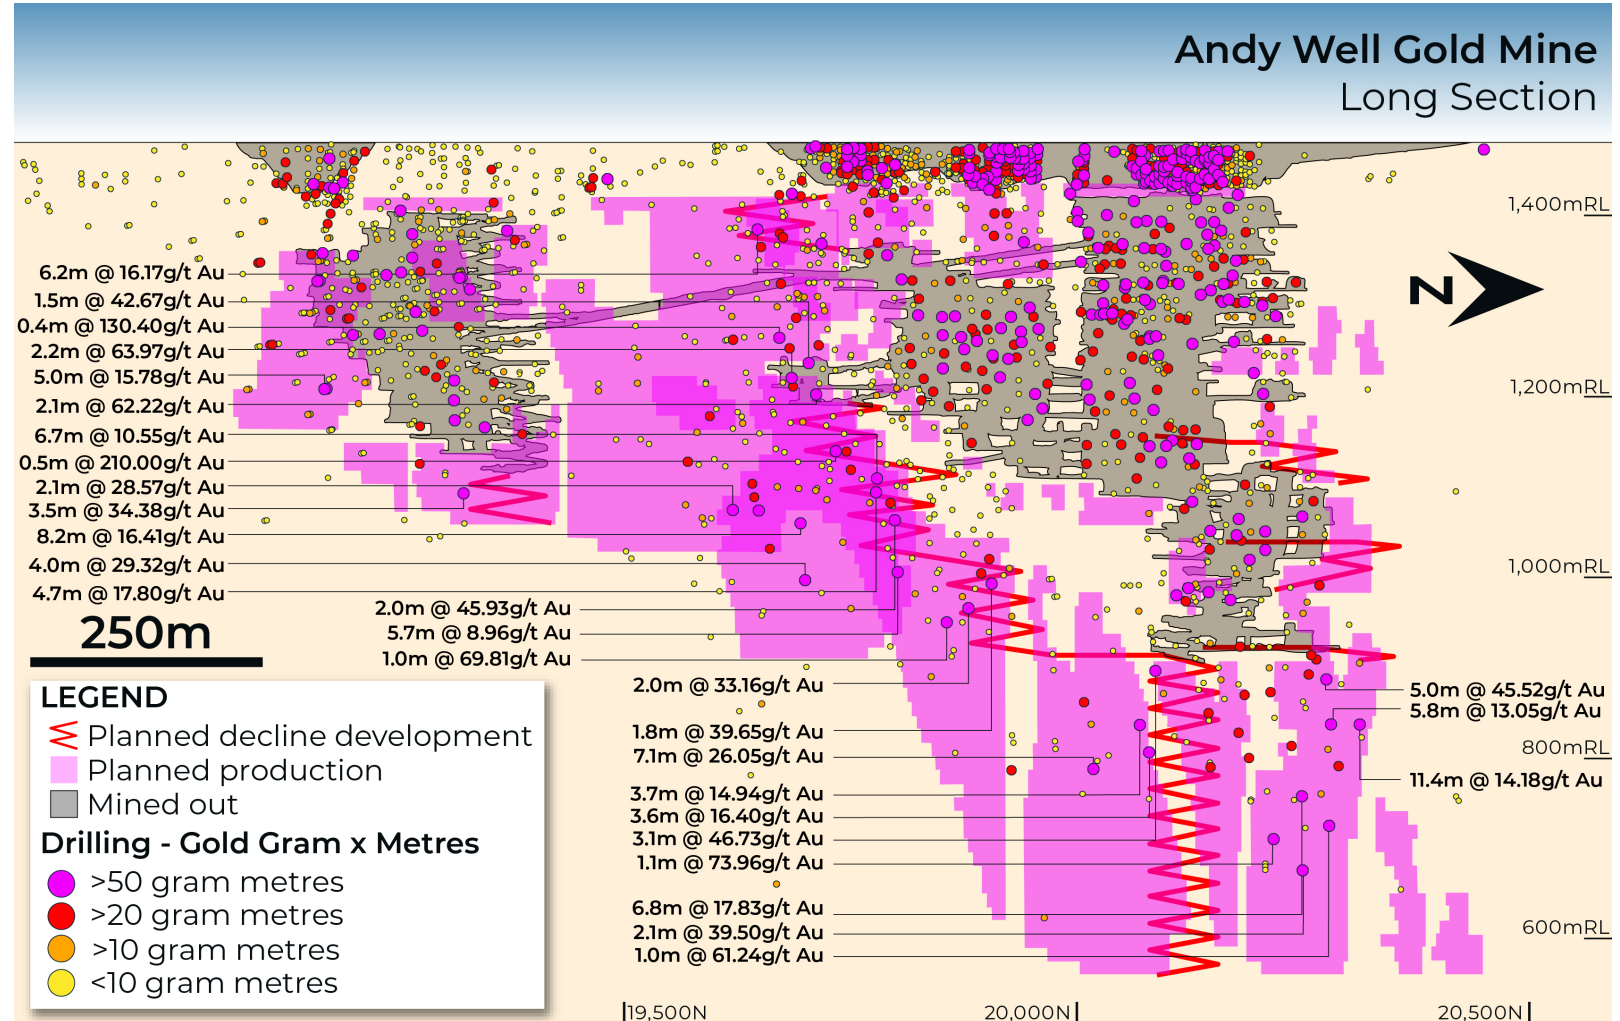 Andy Well Gold Mine
Long Section
1,400mRL
N
6.2m @ 16.17g/t Au
1.5m @ 42.67g/t Au
0.4m @ 130.40g/t Au
2.2m @ 63.97g/t Au
5.0m @ 15.78g/t Au
1,200mRL
2.1m @ 62.22g/t Au
6.7m @ 10.55g/t Au
0.5m @ 210.00g/t Au
2.1m @ 28.57g/t Au
3.5m @ 34.38g/t Au
8.2m @ 16.41g/t Au
4.0m @ 29.32g/t Au
1,000mRL
4.7m @ 17.80g/t Au
2.0m @ 45.93g/t Au
5.7m @ 8.96g/t Au
1.0m @ 69.81g/t Au
250m
2.0m @ 33.16g/t Au
1.8m @ 39.65g/t Au
7.1m @ 26.05g/t Au
3.7m @ 14.94g/t Au
3.6m @ 16.40g/t Au
3.1m @ 46.73g/t Au
1.1m @ 73.96g/t Au
6.8m @ 17.83g/t Au
2.1m @ 39.50g/t Au
1.0m @ 61.24g/t Au
5.0m @ 45.52g/t Au
5.8m @ 13.05g/t Au
800mRL
11.4m @ 14.18g/t Au
600mRL
LEGEND
Planned decline development
Planned production
Mined out
Drilling - Gold Gram x Metres
>50 gram metres
>20 gram metres
>10 gram metres
<10 gram metres
19,500N
20,000N
20,500N